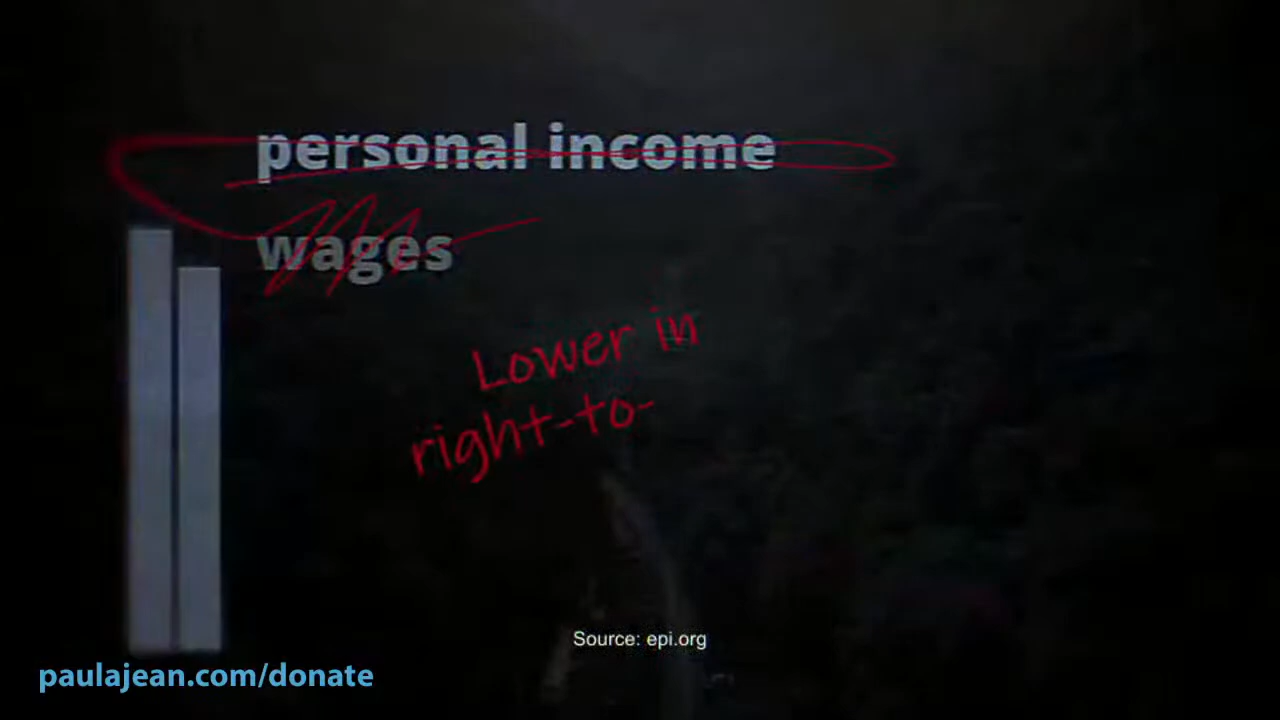 personal income
wages
Lower in
right-to-
Source: epi.org
paulajean.com/donate